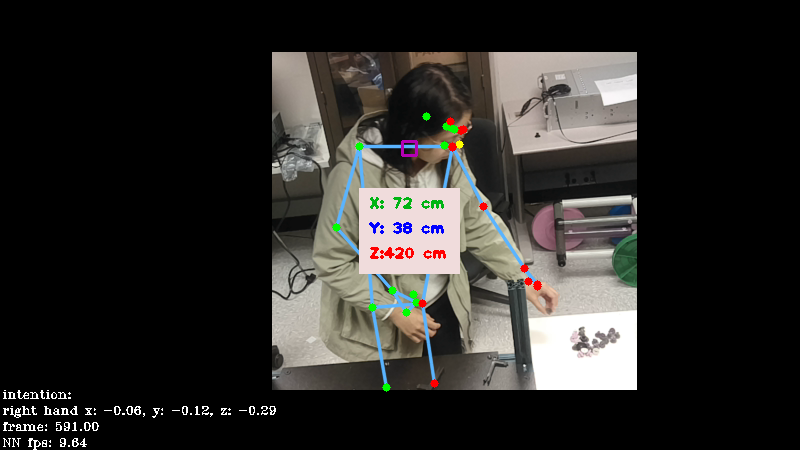 X: 72 cm
Y: 38 cm
Z:420 cm
intention:
right hand x: -0.06, y: -0.12, z: -0.29
frame: 591.00
NN fps: 9.64